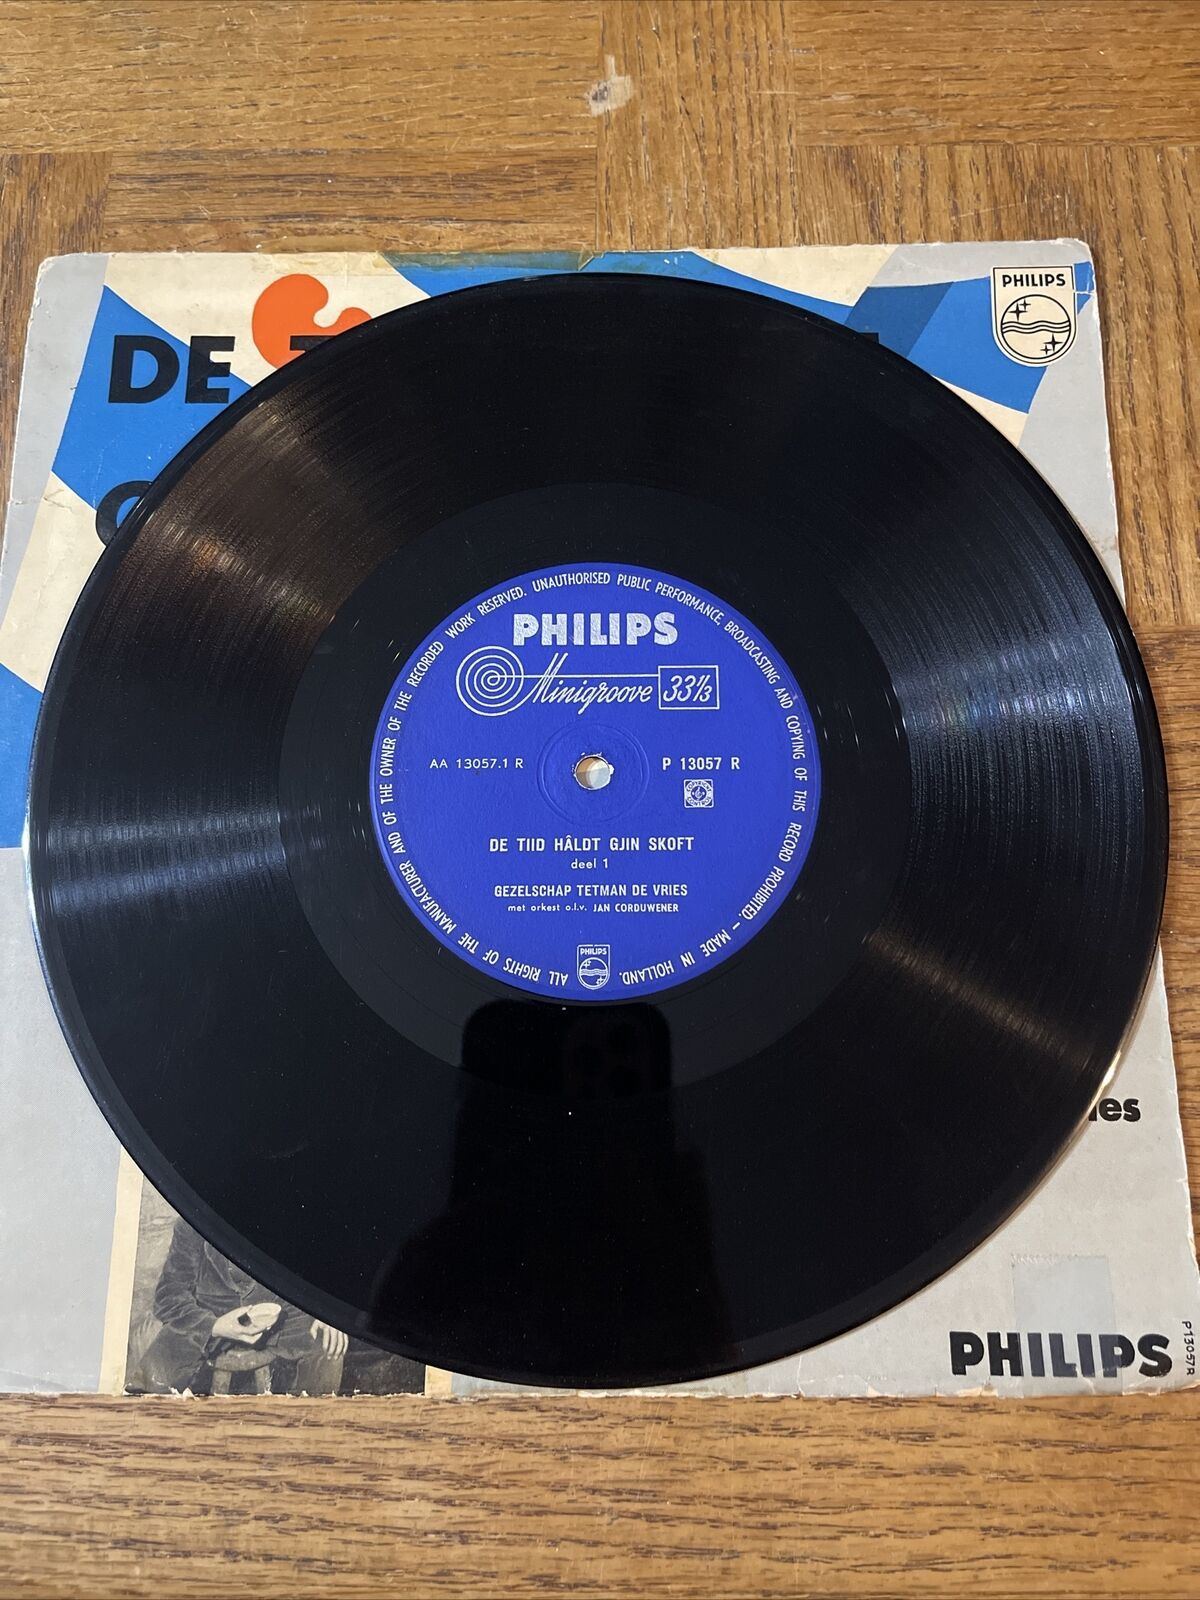 DE
PHILIPS
ALL RIGHTS OF THE MANUFACTURER AND OF THE OWNER OF THE RECORDED WORK RESERVED. UNAUTHORISED PUBLIC PERFORMANCE, BROADCASTING AND COPYING OF THIS RECORD PROHIBITED. — MADE IN HOLLAND.
PHILIPS
Minigroove 33⅓
AA 13057.1 R
P 13057 R
DE TIID HÂLDT GJIN SKOFT
deel 1
GEZELSCHAP TETMAN DE VRIES
met orkest o.l.v. JAN CORDUWENER
PHILIPS
PHILIPS
P13057R